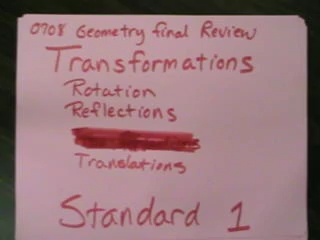 0708 Geometry final Review
Transformations
Rotation
Reflections
Translations
Standard 1